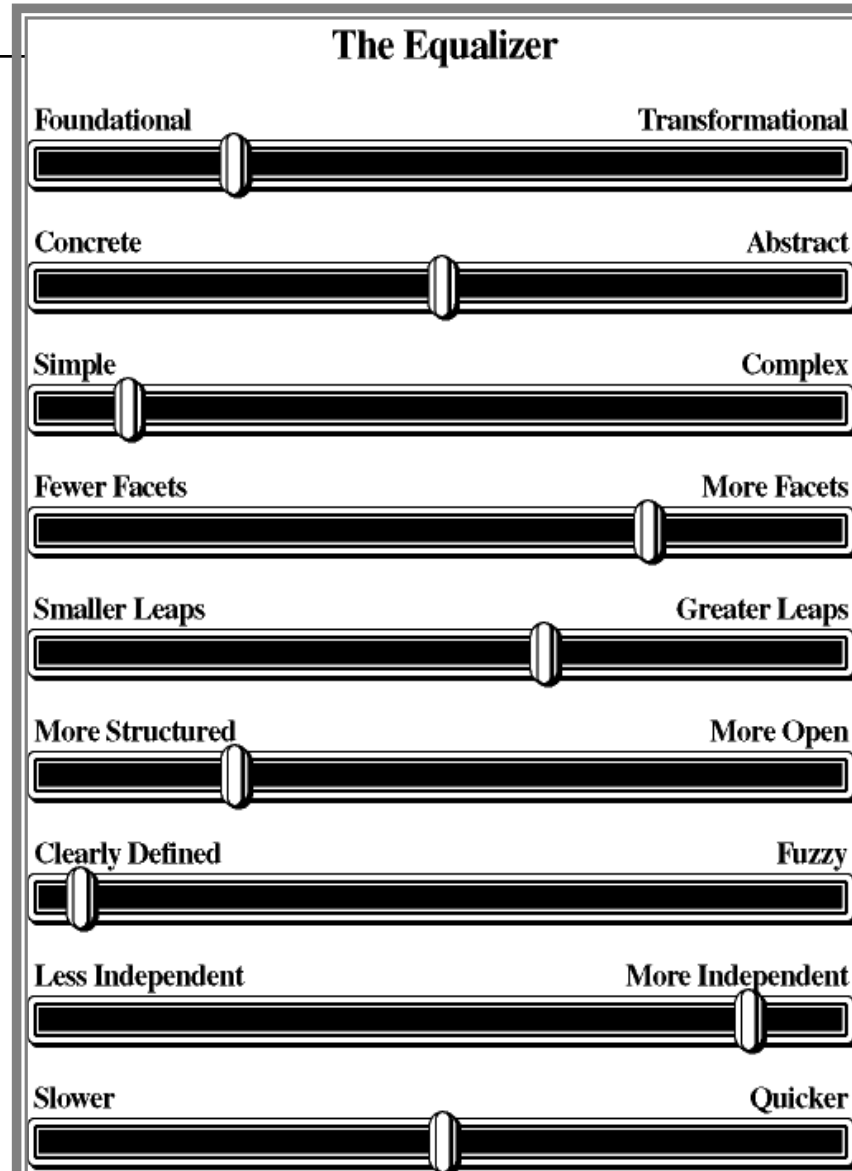 The Equalizer
Foundational Transformational
Concrete Abstract
Simple Complex
Fewer Facets More Facets
Smaller Leaps Greater Leaps
More Structured More Open
Clearly Defined Fuzzy
Less Independent More Independent
Slower Quicker